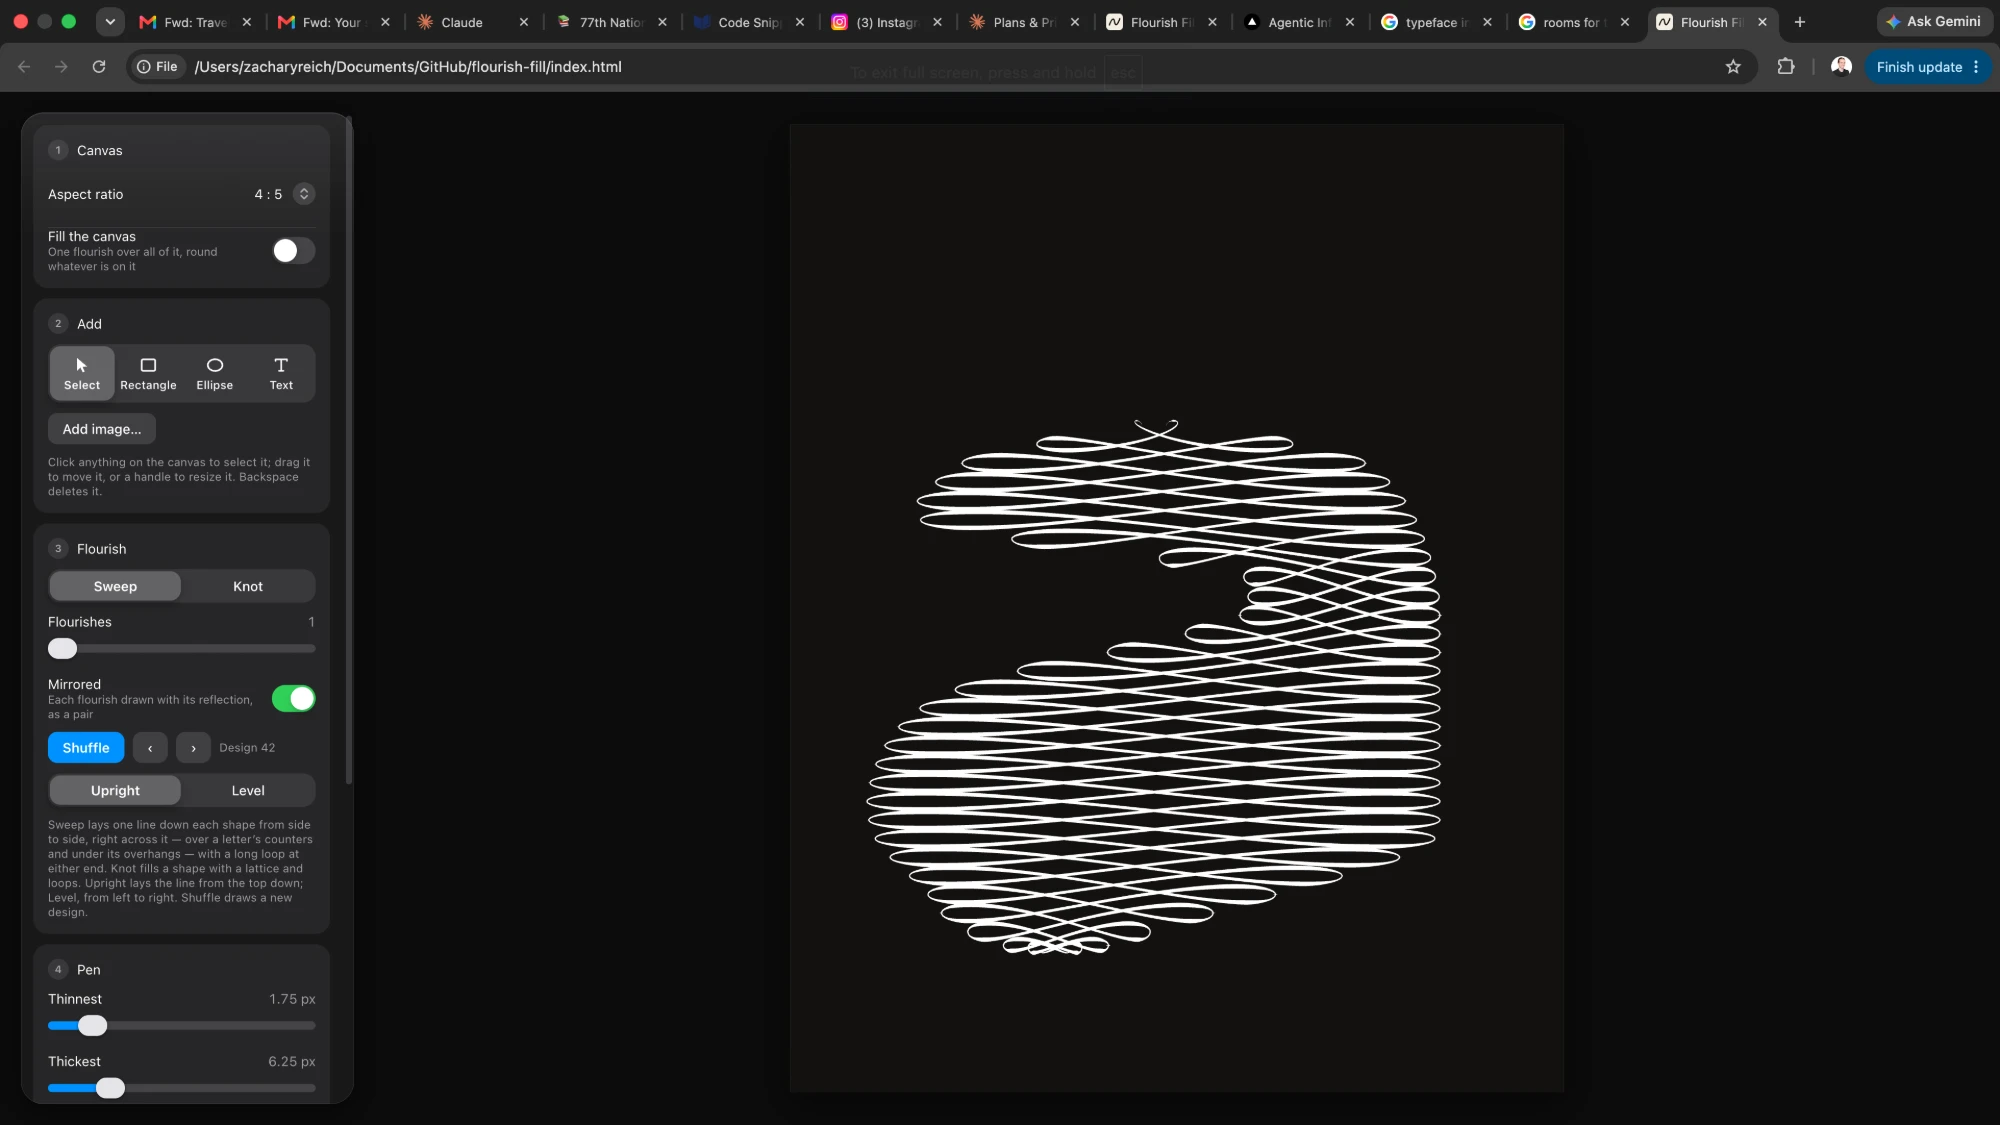 Fwd: Trave
Fwd: Your
Claude
77th Natio
Code Snip
(3) Instagr
Plans & Pri
Flourish Fil
Agentic Inf
typeface in
rooms for
Flourish Fil
Ask Gemini
File
/Users/zacharyreich/Documents/GitHub/flourish-fill/index.html
To exit full screen, press and hold esc
Finish update
1 Canvas
Aspect ratio 4 : 5
Fill the canvas
One flourish over all of it, round
whatever is on it
2 Add
Select Rectangle Ellipse Text
Add image...
Click anything on the canvas to select it; drag it
to move it, or a handle to resize it. Backspace
deletes it.
3 Flourish
Sweep Knot
Flourishes 1
Mirrored
Each flourish drawn with its reflection,
as a pair
Shuffle ‹ › Design 42
Upright Level
Sweep lays one line down each shape from side
to side, right across it — over a letter's counters
and under its overhangs — with a long loop at
either end. Knot fills a shape with a lattice and
loops. Upright lays the line from the top down;
Level, from left to right. Shuffle draws a new
design.
4 Pen
Thinnest 1.75 px
Thickest 6.25 px